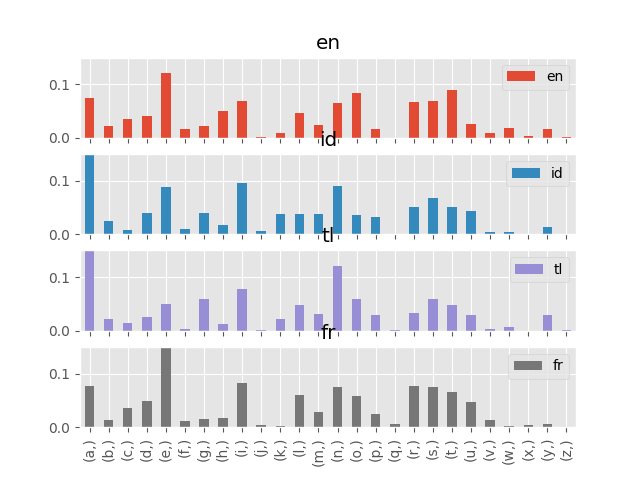 en
0.1
0.0
en
id
0.1
0.0
id
tl
0.1
0.0
tl
fr
0.1
0.0
fr
(a,) (b,) (c,) (d,) (e,) (f,) (g,) (h,) (i,) (j,) (k,) (l,) (m,) (n,) (o,) (p,) (q,) (r,) (s,) (t,) (u,) (v,) (w,) (x,) (y,) (z,)